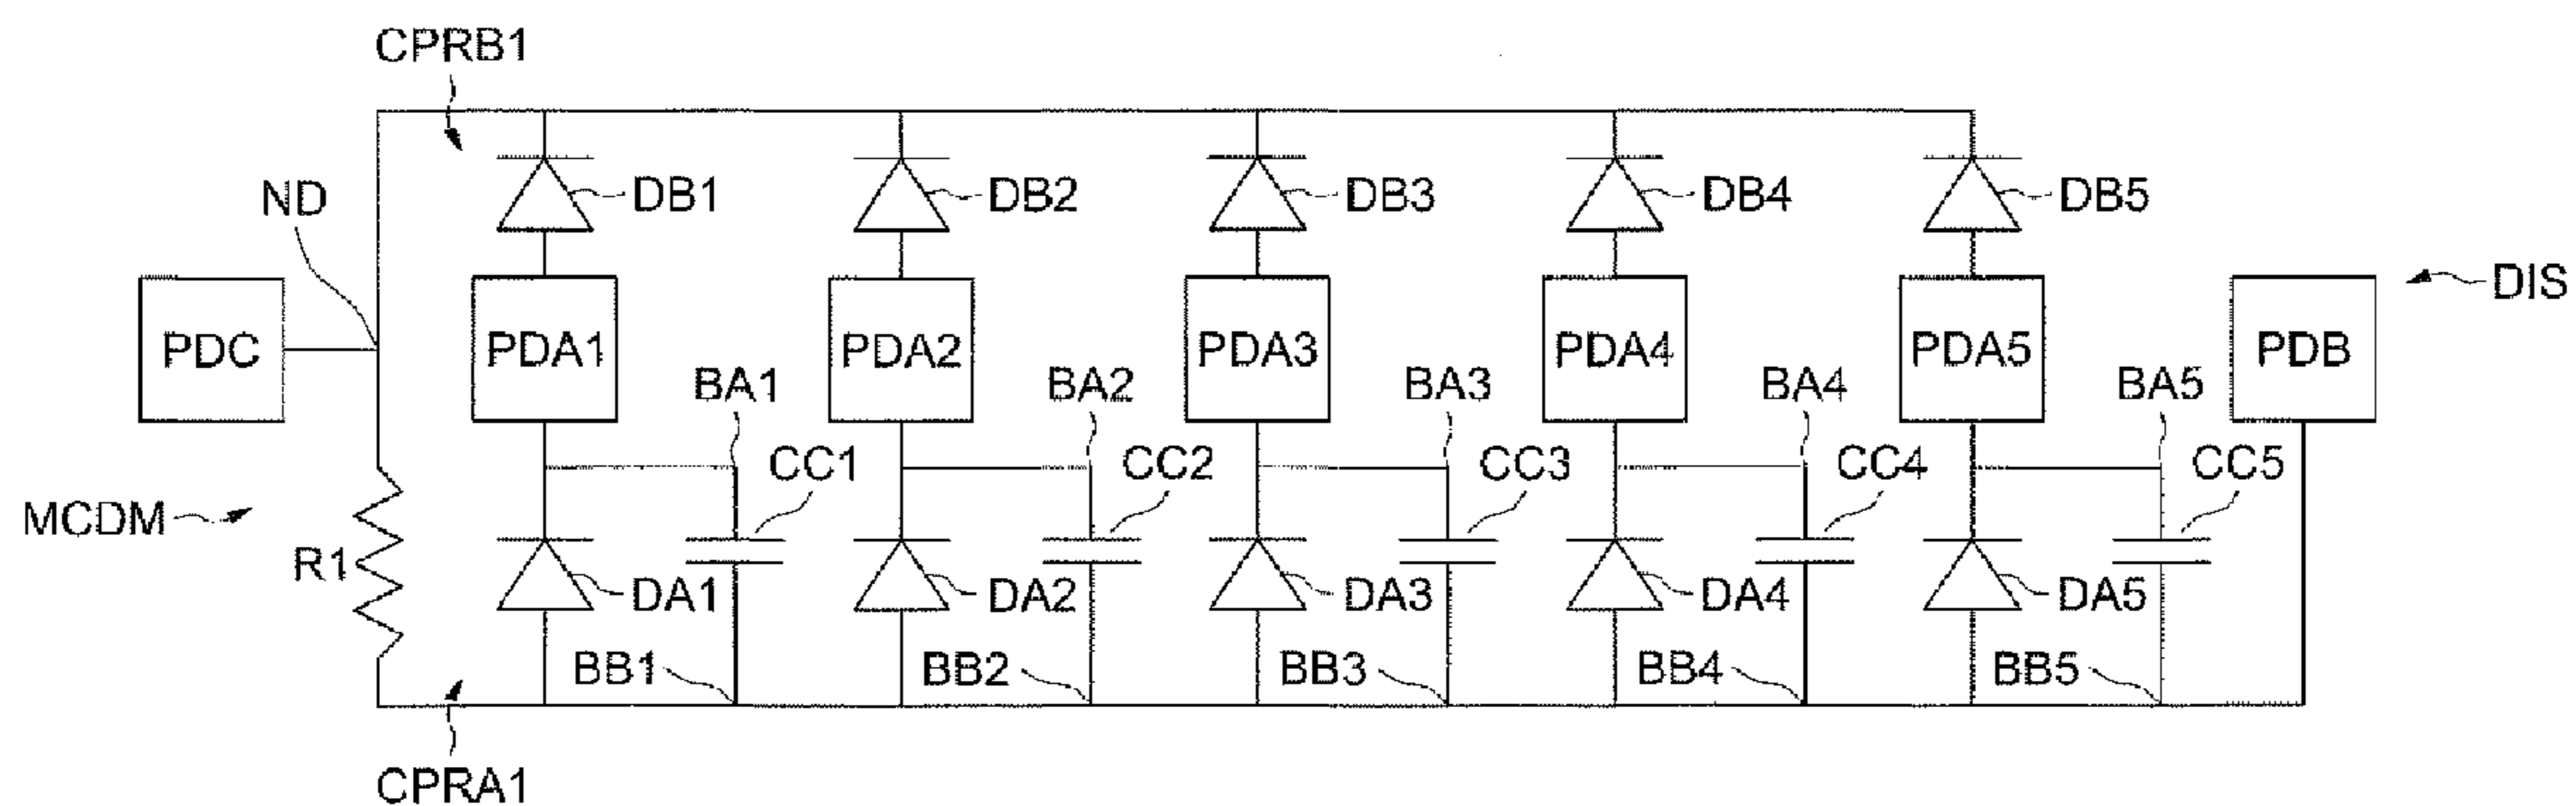 CPRB1
DB1
DB2
DB3
DB4
DB5
ND
DIS
PDC
PDA1
PDA2
PDA3
PDA4
PDA5
PDB
BA1
BA2
BA3
BA4
BA5
CC1
CC2
CC3
CC4
CC5
MCDM
R1
DA1
DA2
DA3
DA4
DA5
BB1
BB2
BB3
BB4
BB5
CPRA1